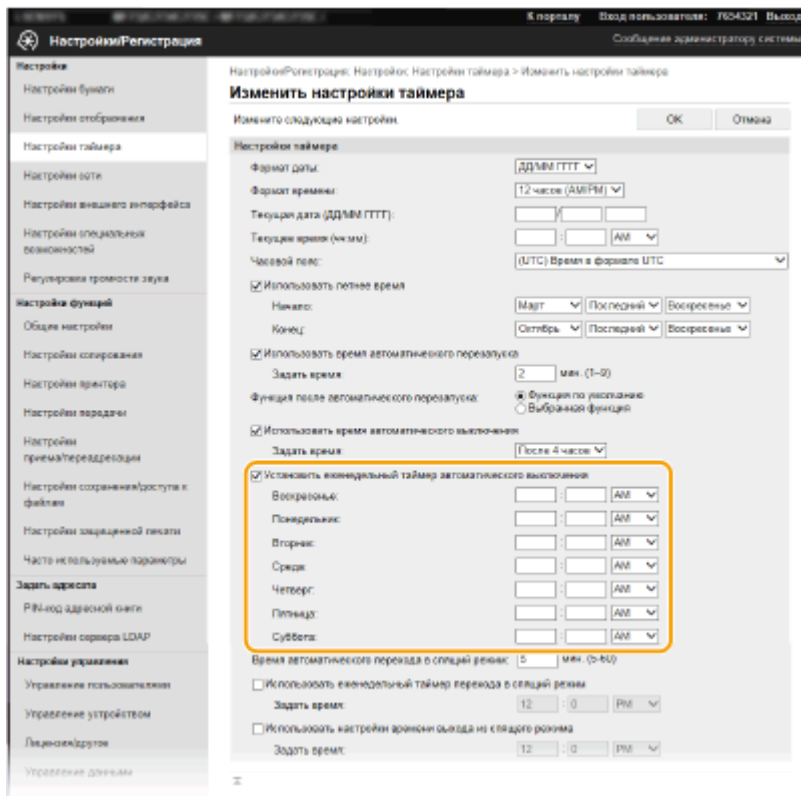 К порталу Вход пользователя: 7654321 Выход
Настройки/Регистрация
Сообщение администратору системы
Настройки
Настройки бумаги
Настройки отображения
Настройки таймера
Настройки сети
Настройки внешнего интерфейса
Настройки специальных
возможностей
Регулировка громкости звука
Настройки функций
Общие настройки
Настройки копирования
Настройки принтера
Настройки передачи
Настройки
приема/переадресации
Настройки сохранения/доступа к
файлам
Настройки защищенной печати
Часто используемые параметры
Задать адресата
PIN-код адресной книги
Настройки сервера LDAP
Настройки управления
Управление пользователями
Управление устройством
Лицензия/другое
Управление данными
Настройки/Регистрация: Настройки: Настройки таймера > Изменить настройки таймера
Изменить настройки таймера
Измените следующие настройки.
OK Отмена
Настройки таймера
Формат даты: ДД/ММ ГГГГ
Формат времени: 12 часов (AM/PM)
Текущая дата (ДД/ММ ГГГГ): /
Текущее время (чч:мм): : AM
Часовой пояс: (UTC) Время в формате UTC
Использовать летнее время
Начало: Март Последний Воскресенье
Конец: Октябрь Последний Воскресенье
Использовать время автоматического перезапуска
Задать время: 2 мин. (1–9)
Функция после автоматического перезапуска: Функция по умолчанию
Выбранная функция
Использовать время автоматического выключения
Задать время: После 4 часов
Установить еженедельный таймер автоматического выключения
Воскресенье: : AM
Понедельник: : AM
Вторник: : AM
Среда: : AM
Четверг: : AM
Пятница: : AM
Суббота: : AM
Время автоматического перехода в спящий режим: 5 мин. (5-60)
Использовать еженедельный таймер перехода в спящий режим
Задать время: 12 : 0 PM
Использовать настройки времени выхода из спящего режима
Задать время: 12 : 0 PM